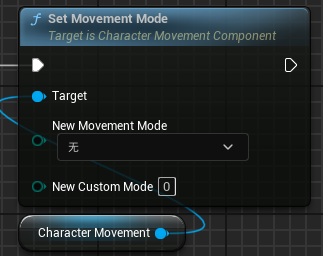 Set Movement Mode
Target is Character Movement Component
Target
New Movement Mode
无
New Custom Mode 0
Character Movement